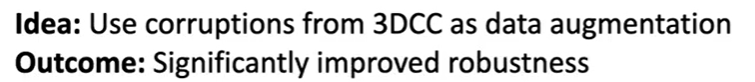 Idea: Use corruptions from 3DCC as data augmentation
Outcome: Significantly improved robustness